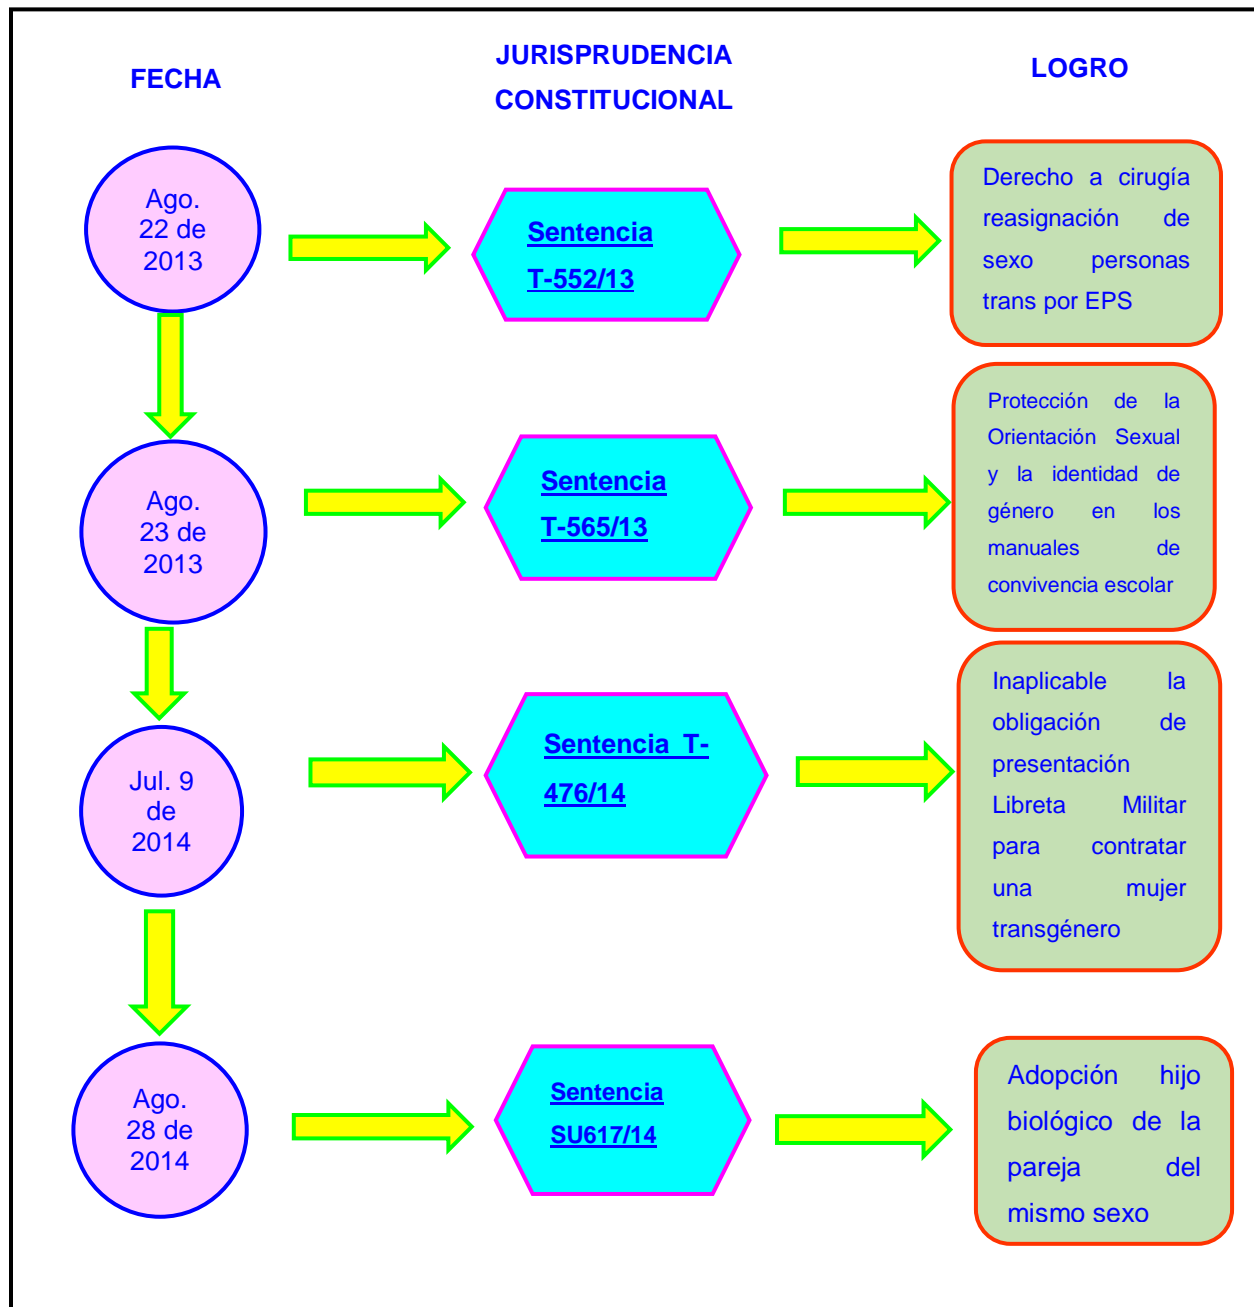 FECHA
JURISPRUDENCIA
CONSTITUCIONAL
LOGRO
Ago.
22 de
2013
Sentencia
T-552/13
Derecho a cirugía
reasignación de
sexo personas
trans por EPS
Ago.
23 de
2013
Sentencia
T-565/13
Protección de la
Orientación Sexual
y la identidad de
género en los
manuales de
convivencia escolar
Jul. 9
de
2014
Sentencia T-
476/14
Inaplicable la
obligación de
presentación
Libreta Militar
para contratar
una mujer
transgénero
Ago.
28 de
2014
Sentencia
SU617/14
Adopción hijo
biológico de la
pareja del
mismo sexo